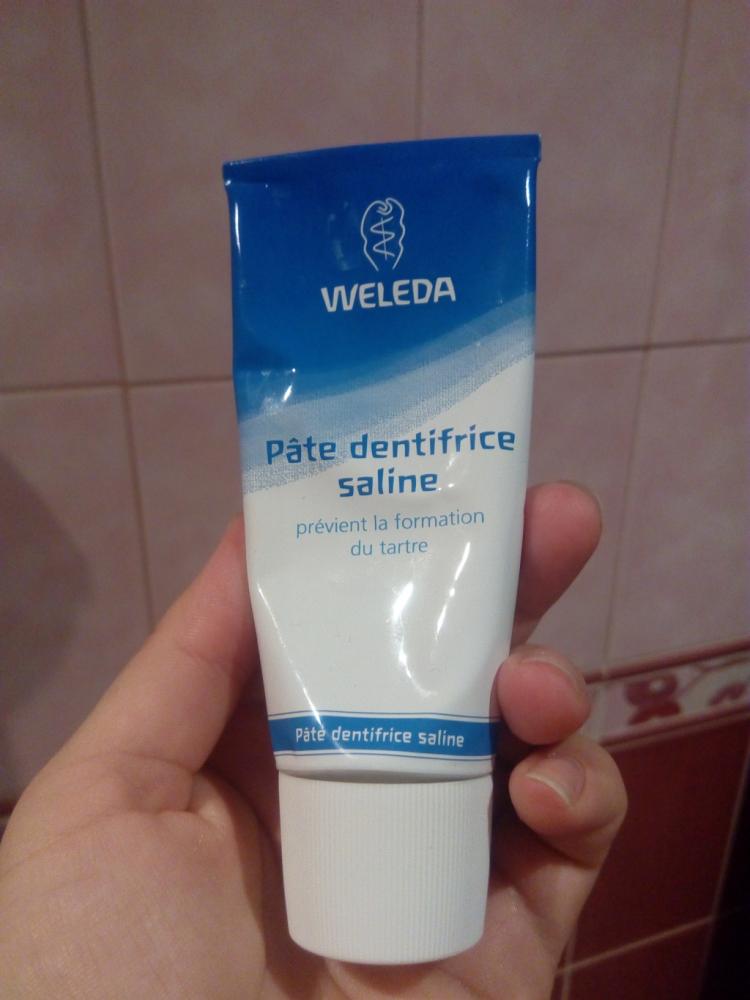 WELEDA
Pâte dentifrice
saline
prévient la formation
du tartre
Pâte dentifrice saline